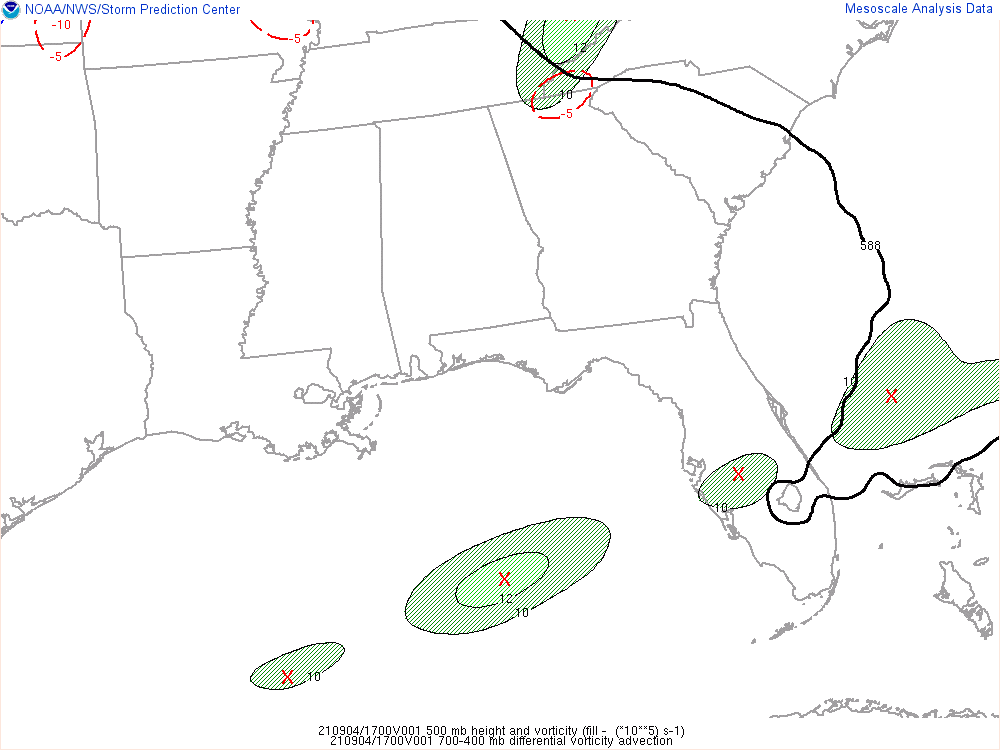 NOAA/NWS/Storm Prediction Center
Mesoscale Analysis Data
-10
-5
-5
12
10
-5
588
10
X
X
10
X
12
10
X
10
210904/1700V001 500 mb height and vorticity (fill - (*10**5) s-1)
210904/1700V001 700-400 mb differential vorticity advection